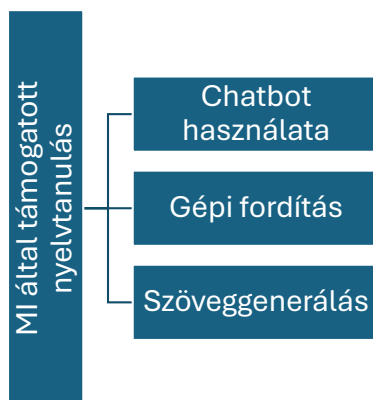 MI által támogatott
nyelvtanulás
Chatbot
használata
Gépi fordítás
Szöveggenerálás